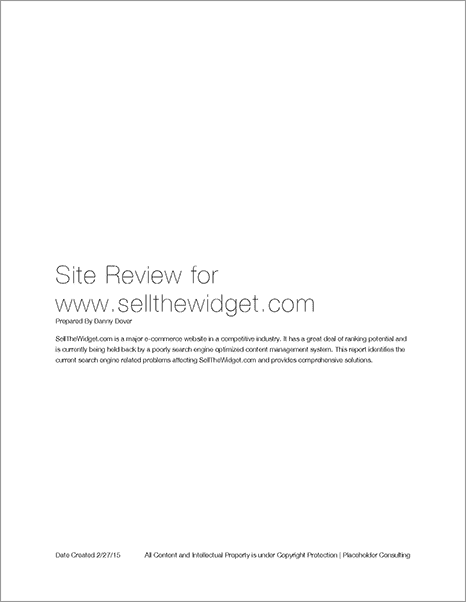 Site Review for
www.sellthewidget.com
Prepared By Danny Dover
SellTheWidget.com is a major e-commerce website in a competitive industry. It has a great deal of ranking potential and
is currently being held back by a poorly search engine optimized content management system. This report identifies the
current search engine related problems affecting SellTheWidget.com and provides comprehensive solutions.
Date Created 2/27/15 All Content and Intellectual Property is under Copyright Protection | Placeholder Consulting